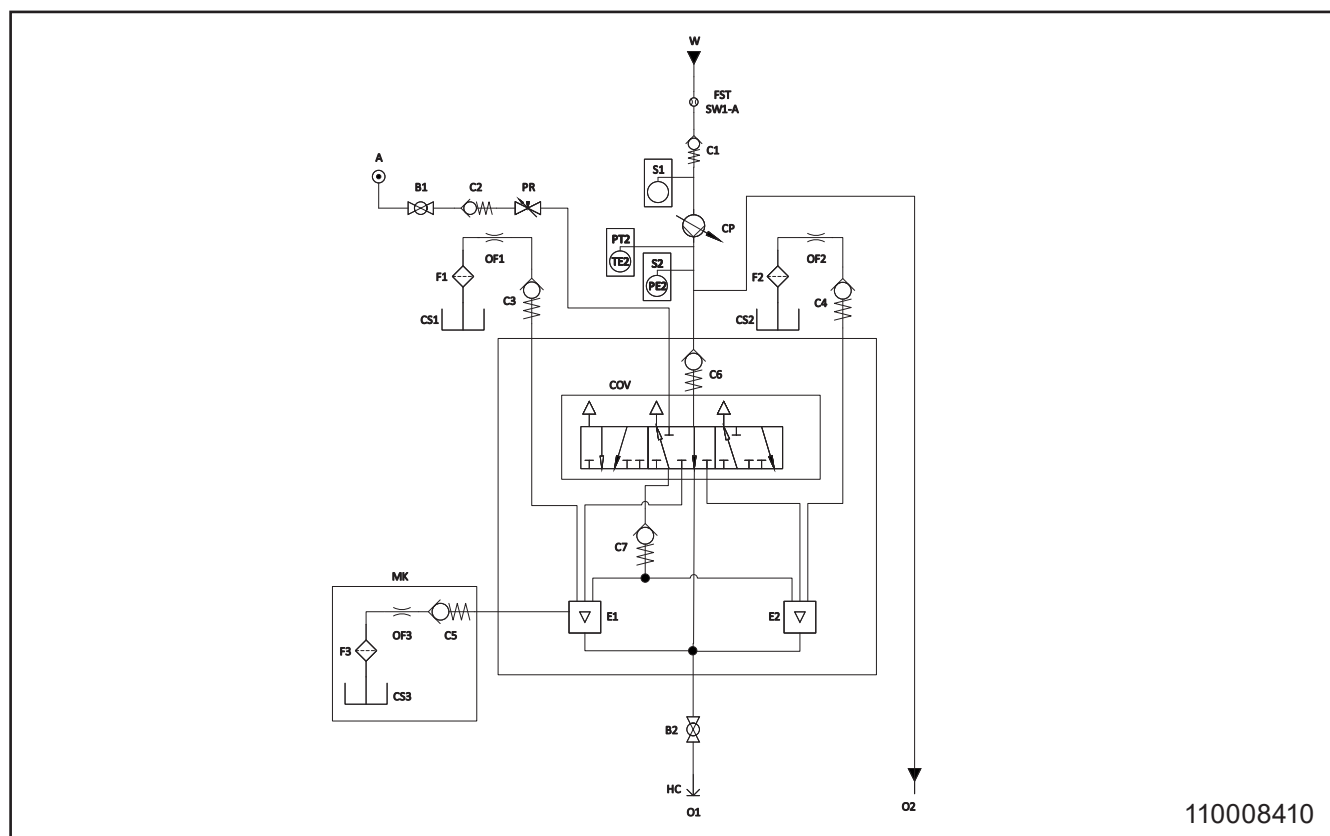 W
FST
SW1-A
C1
A
S1
B1
C2
PR
CP
PT2
TE2
OF1
OF2
S2
PE2
F1
F2
C3
C4
CS1
CS2
C6
COV
C7
MK
E1
E2
OF3
C5
F3
CS3
B2
HC
O1
O2
110008410